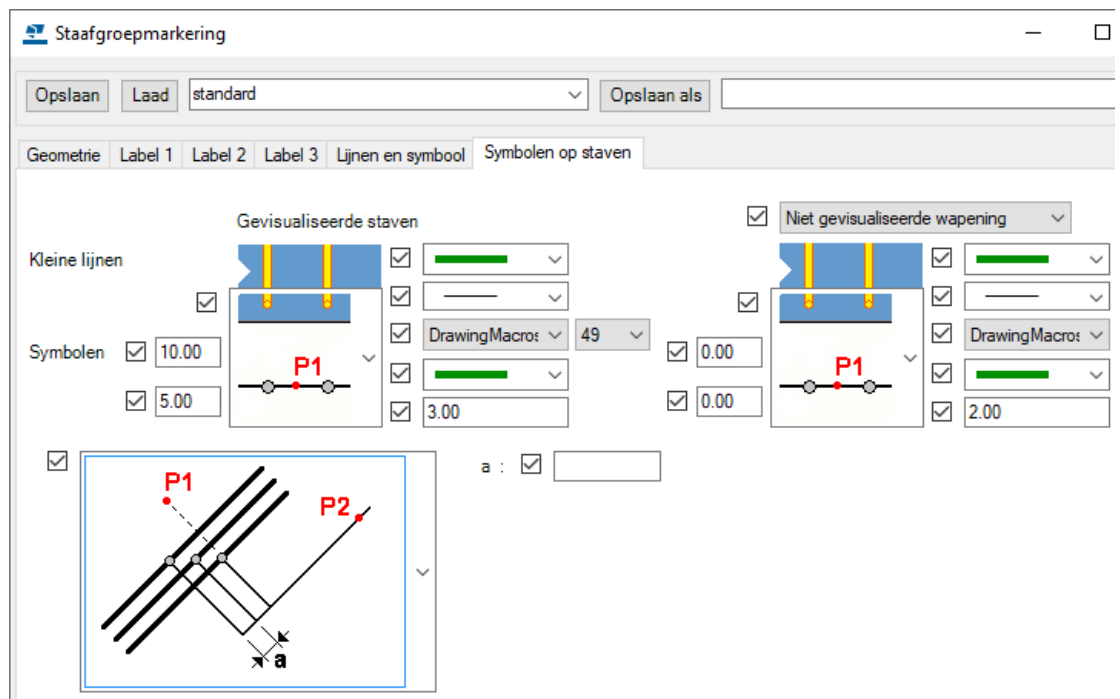 Staafgroepmarkering
Opslaan Laad standard Opslaan als
Geometrie Label 1 Label 2 Label 3 Lijnen en symbool Symbolen op staven
Gevisualiseerde staven Niet gevisualiseerde wapening
Kleine lijnen
DrawingMacros 49 DrawingMacros
Symbolen 10.00 P1 0.00 P1
5.00 3.00 0.00 2.00
a :
P1
P2
a